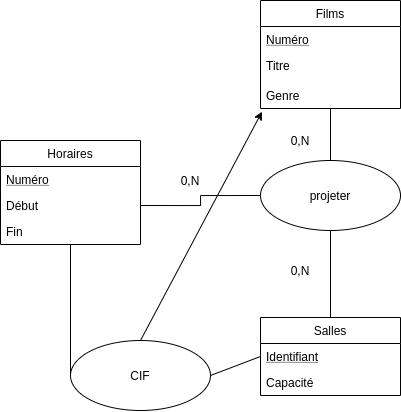 Films
Numéro
Titre
Genre
0,N
Horaires
Numéro
Début
Fin
0,N
projeter
0,N
Salles
Identifiant
Capacité
CIF